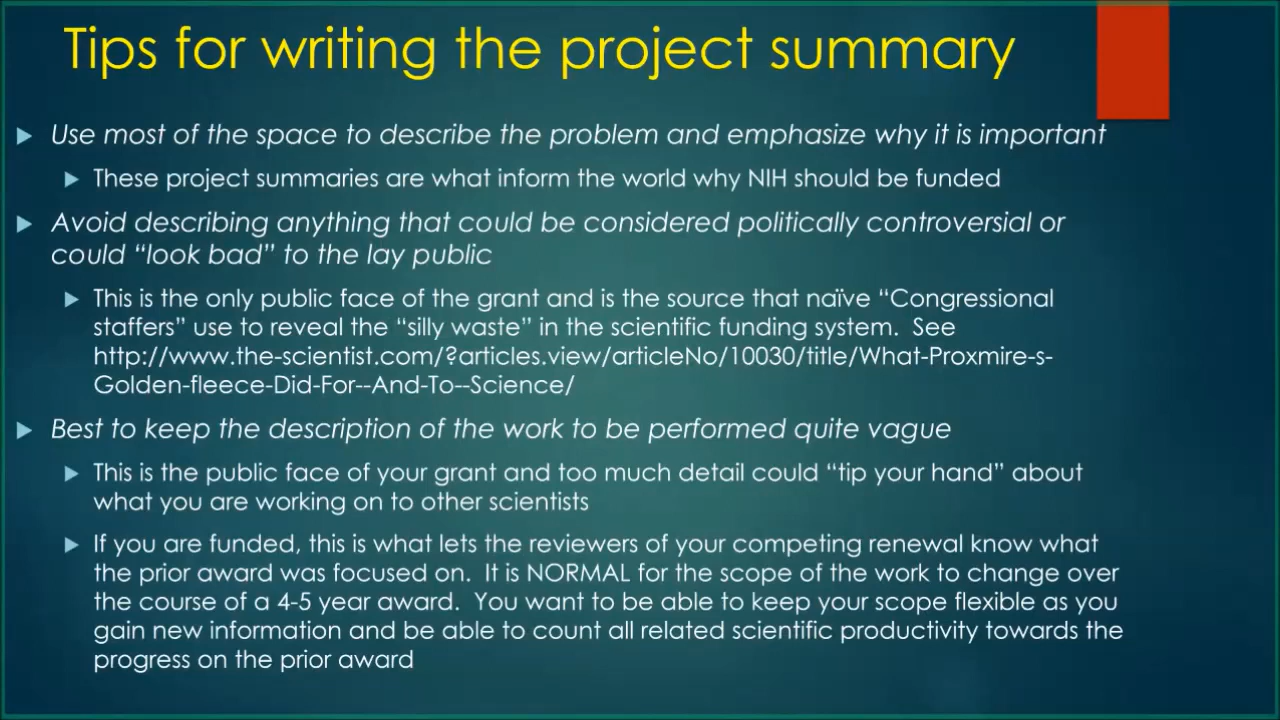 Tips for writing the project summary
Use most of the space to describe the problem and emphasize why it is important
These project summaries are what inform the world why NIH should be funded
Avoid describing anything that could be considered politically controversial or
could “look bad” to the lay public
This is the only public face of the grant and is the source that naïve “Congressional
staffers” use to reveal the “silly waste” in the scientific funding system.  See
http://www.the-scientist.com/?articles.view/articleNo/10030/title/What-Proxmire-s-
Golden-fleece-Did-For--And-To--Science/
Best to keep the description of the work to be performed quite vague
This is the public face of your grant and too much detail could “tip your hand” about
what you are working on to other scientists
If you are funded, this is what lets the reviewers of your competing renewal know what
the prior award was focused on.  It is NORMAL for the scope of the work to change over
the course of a 4-5 year award.  You want to be able to keep your scope flexible as you
gain new information and be able to count all related scientific productivity towards the
progress on the prior award